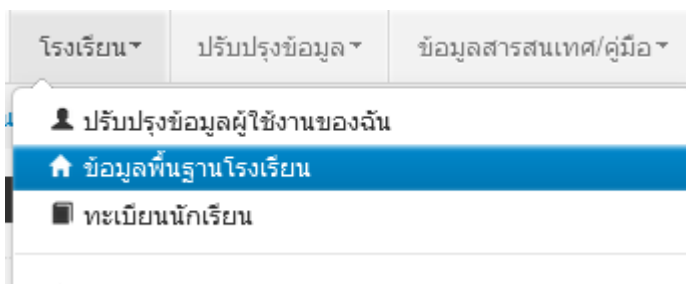 โรงเรียน ปรับปรุงข้อมูล ข้อมูลสารสนเทศ/คู่มือ
ปรับปรุงข้อมูลผู้ใช้งานของฉัน
ข้อมูลพื้นฐานโรงเรียน
ทะเบียนนักเรียน